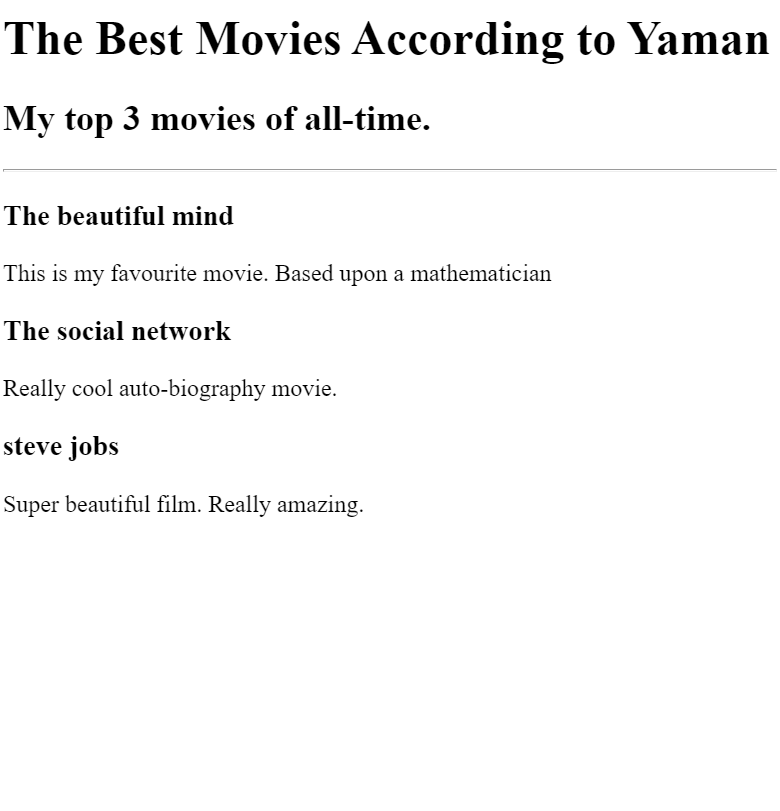 The Best Movies According to Yaman
My top 3 movies of all-time.
The beautiful mind
This is my favourite movie. Based upon a mathematician
The social network
Really cool auto-biography movie.
steve jobs
Super beautiful film. Really amazing.